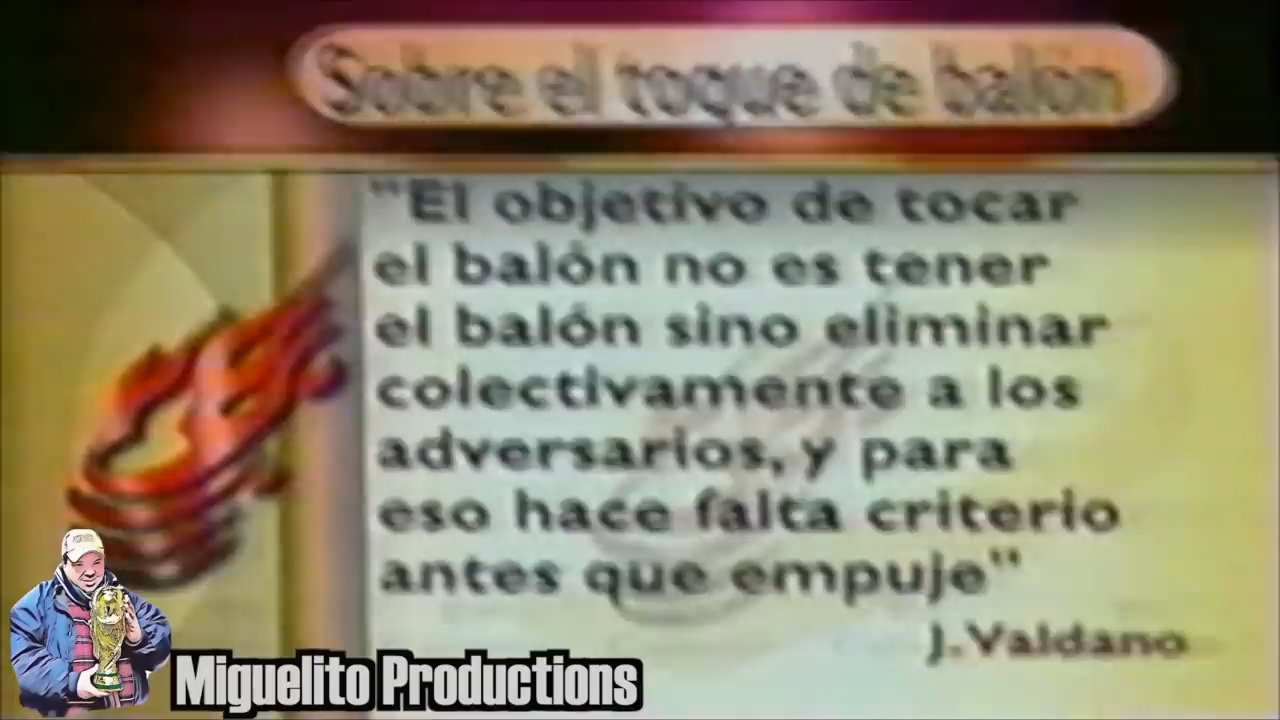 Sobre el toque de balón
"El objetivo de tocar
el balón no es tener
el balón sino eliminar
colectivamente a los
adversarios, y para
eso hace falta criterio
antes que empuje"
J. Valdano
Miguelito Productions